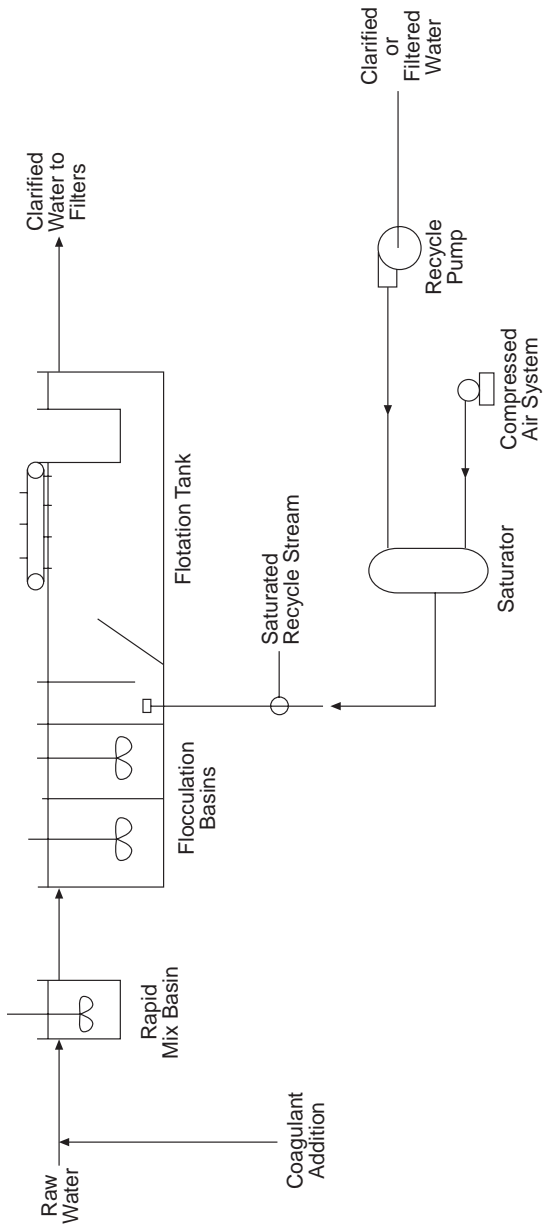 Raw
Water
Coagulant
Addition
Rapid
Mix Basin
Flocculation
Basins
Flotation Tank
Clarified
Water to
Filters
Saturated
Recycle Stream
Saturator
Compressed
Air System
Recycle
Pump
Clarified
or
Filtered
Water